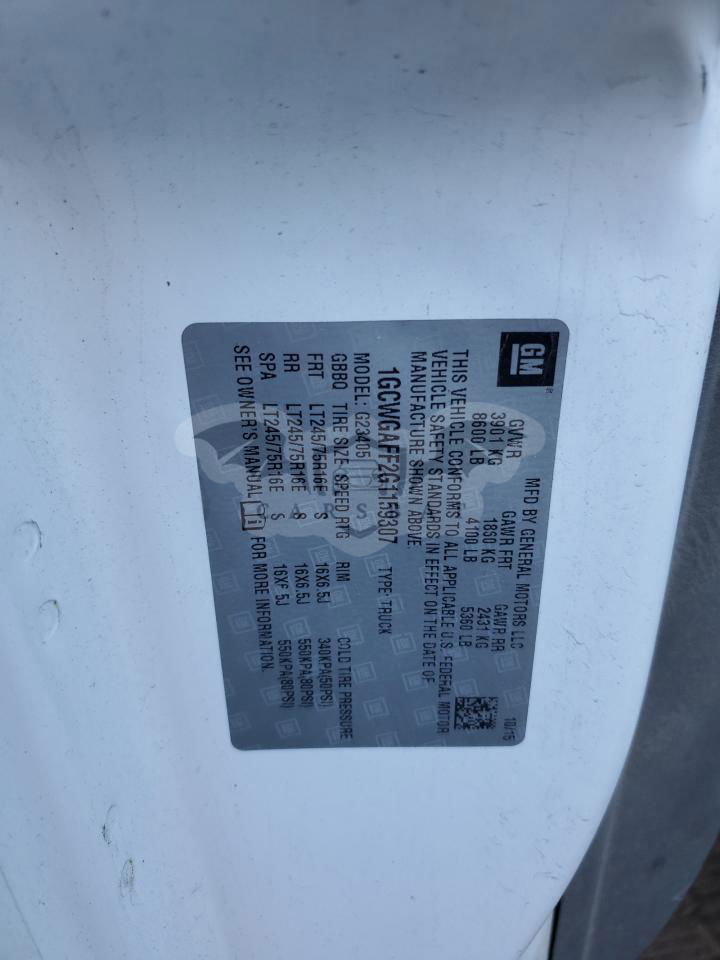 GM
MFD BY GENERAL MOTORS LLC 10/15
GVWR GAWR FRT GAWR RR
3901 KG 1860 KG 2431 KG
8600 LB 4100 LB 5360 LB
THIS VEHICLE CONFORMS TO ALL APPLICABLE U.S. FEDERAL MOTOR
VEHICLE SAFETY STANDARDS IN EFFECT ON THE DATE OF
MANUFACTURE SHOWN ABOVE.
1GCWGAFF2G1159307 TYPE: TRUCK
MODEL: G23405
GBBQ TIRE SIZE SPEED RTG RIM COLD TIRE PRESSURE
FRT LT245/75R16E S 16X6.5J 340KPA(50PSI)
RR LT245/75R16E S 16X6.5J 550KPA(80PSI)
SPA LT245/75R16E S 16X6.5J 550KPA(80PSI)
SEE OWNER'S MANUAL FOR MORE INFORMATION.
CARS